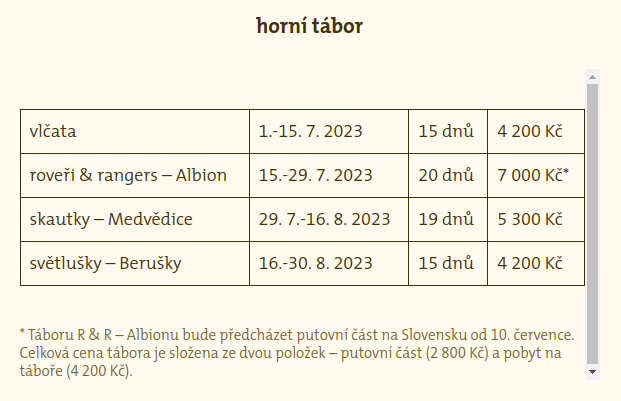 horní tábor
vlčata 1.-15. 7. 2023 15 dnů 4 200 Kč
roveři & rangers – Albion 15.-29. 7. 2023 20 dnů 7 000 Kč*
skautky – Medvědice 29. 7.-16. 8. 2023 19 dnů 5 300 Kč
světlušky – Berušky 16.-30. 8. 2023 15 dnů 4 200 Kč
* Táboru R & R – Albionu bude předcházet putovní část na Slovensku od 10. července.
Celková cena tábora je složena ze dvou položek – putovní část (2 800 Kč) a pobyt na
táboře (4 200 Kč).